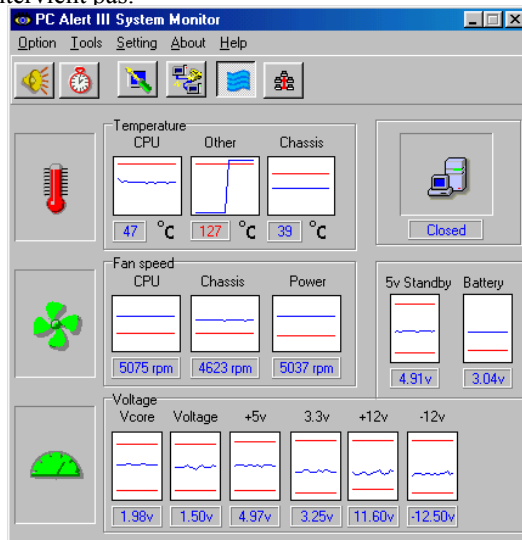 intervient pas.
PC Alert III System Monitor
Option Tools Setting About Help
Temperature
CPU Other Chassis
47 °C 127 °C 39 °C
Closed
Fan speed
CPU Chassis Power
5075 rpm 4623 rpm 5037 rpm
5v Standby Battery
4.91v 3.04v
Voltage
Vcore Voltage +5v 3.3v +12v -12v
1.98v 1.50v 4.97v 3.25v 11.60v -12.50v